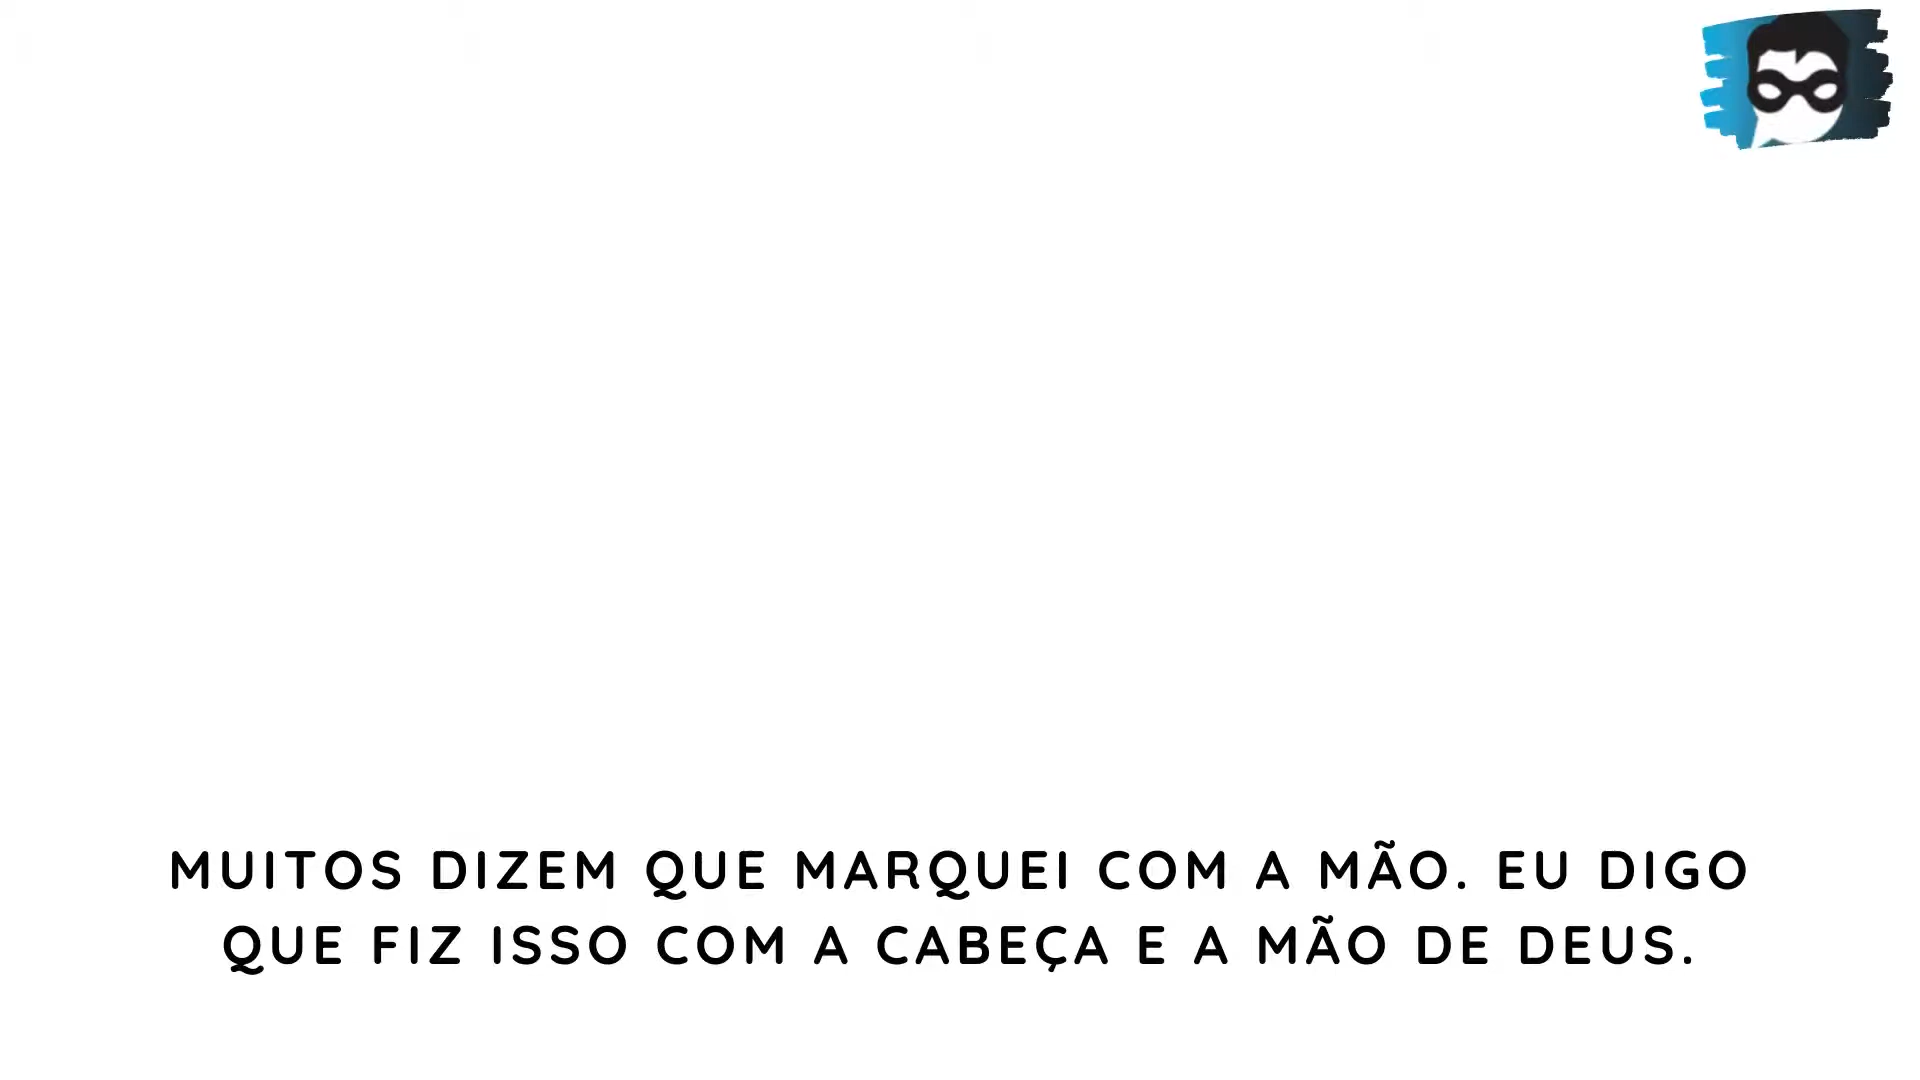 MUITOS DIZEM QUE MARQUEI COM A MÃO. EU DIGO
QUE FIZ ISSO COM A CABEÇA E A MÃO DE DEUS.